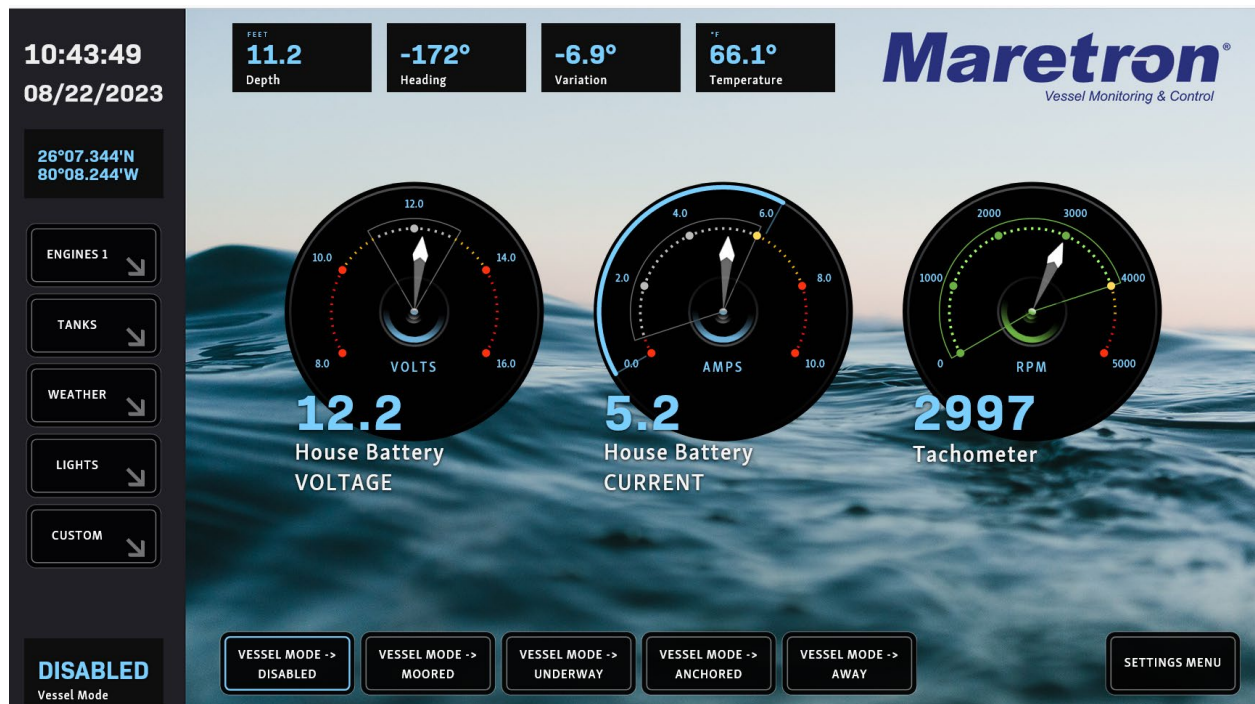 10:43:49
08/22/2023
26°07.344'N
80°08.244'W
ENGINES 1
TANKS
WEATHER
LIGHTS
CUSTOM
DISABLED
Vessel Mode
FEET
11.2
Depth
-172°
Heading
-6.9°
Variation
°F
66.1°
Temperature
Maretron®
Vessel Monitoring & Control
8.0
10.0
12.0
14.0
16.0
VOLTS
12.2
House Battery
VOLTAGE
0.0
2.0
4.0
6.0
8.0
10.0
AMPS
5.2
House Battery
CURRENT
0
1000
2000
3000
4000
5000
RPM
2997
Tachometer
VESSEL MODE ->
DISABLED
VESSEL MODE ->
MOORED
VESSEL MODE ->
UNDERWAY
VESSEL MODE ->
ANCHORED
VESSEL MODE ->
AWAY
SETTINGS MENU